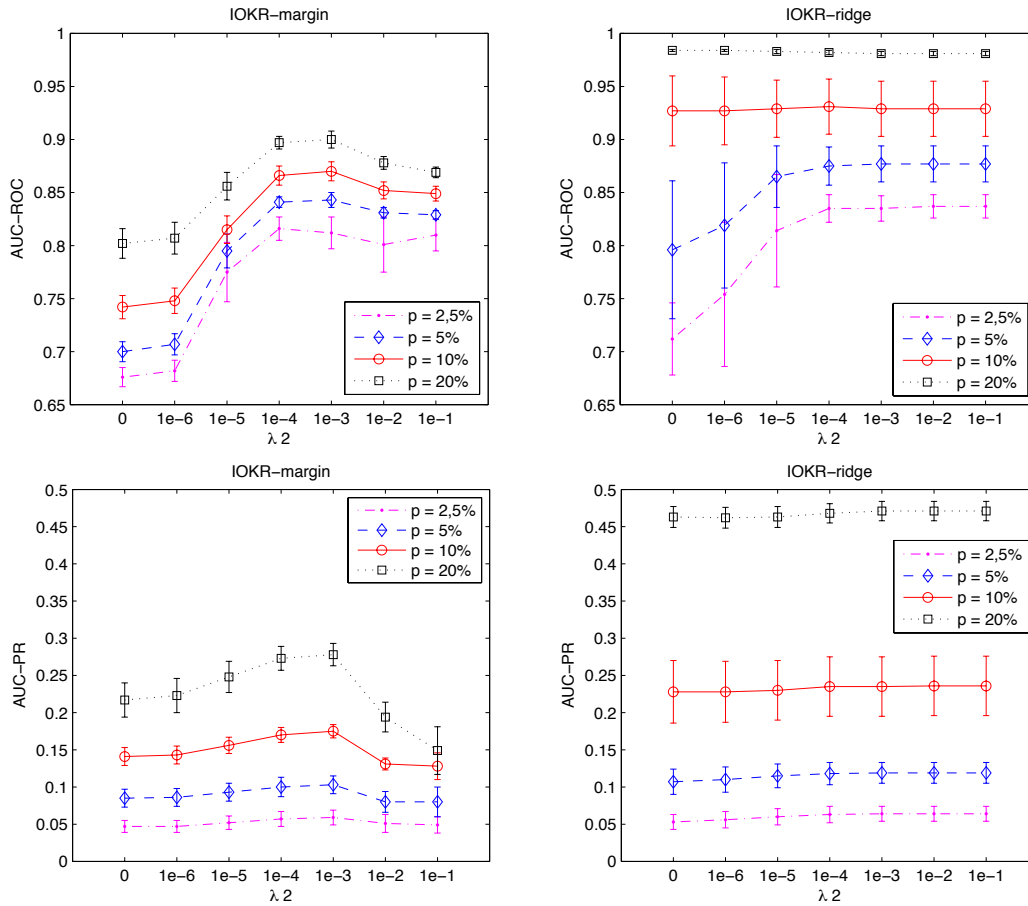 IOKR−margin
1
0.95
0.9
0.85
0.8
0.75
0.7
0.65
AUC−ROC
0 1e−6 1e−5 1e−4 1e−3 1e−2 1e−1
λ 2
p = 2,5%
p = 5%
p = 10%
p = 20%
IOKR−ridge
1
0.95
0.9
0.85
0.8
0.75
0.7
0.65
AUC−ROC
0 1e−6 1e−5 1e−4 1e−3 1e−2 1e−1
λ 2
p = 2,5%
p = 5%
p = 10%
p = 20%
IOKR−margin
0.5
0.45
0.4
0.35
0.3
0.25
0.2
0.15
0.1
0.05
0
AUC−PR
0 1e−6 1e−5 1e−4 1e−3 1e−2 1e−1
λ 2
p = 2,5%
p = 5%
p = 10%
p = 20%
IOKR−ridge
0.5
0.45
0.4
0.35
0.3
0.25
0.2
0.15
0.1
0.05
0
AUC−PR
0 1e−6 1e−5 1e−4 1e−3 1e−2 1e−1
λ 2
p = 2,5%
p = 5%
p = 10%
p = 20%